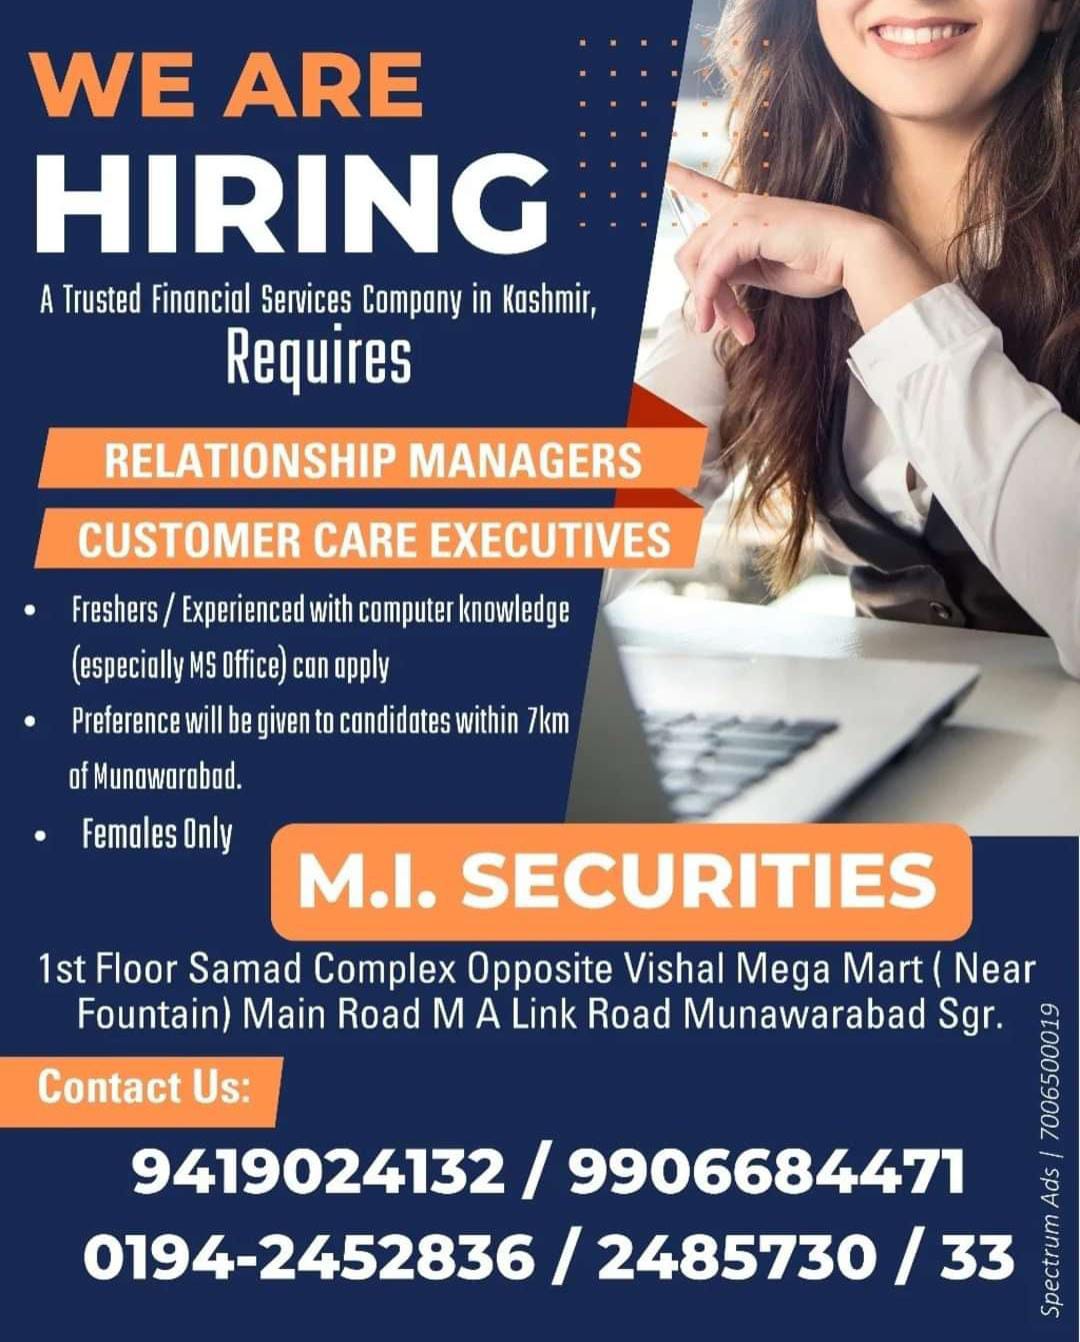 WE ARE
HIRING
A Trusted Financial Services Company in Kashmir,
Requires
RELATIONSHIP MANAGERS
CUSTOMER CARE EXECUTIVES
• Freshers / Experienced with computer knowledge
(especially MS Office) can apply
• Preference will be given to candidates within 7km
of Munawarabad.
• Females Only
M.I. SECURITIES
1st Floor Samad Complex Opposite Vishal Mega Mart ( Near
Fountain) Main Road M A Link Road Munawarabad Sgr.
Contact Us:
9419024132 / 9906684471
0194-2452836 / 2485730 / 33
Spectrum Ads | 7006500019